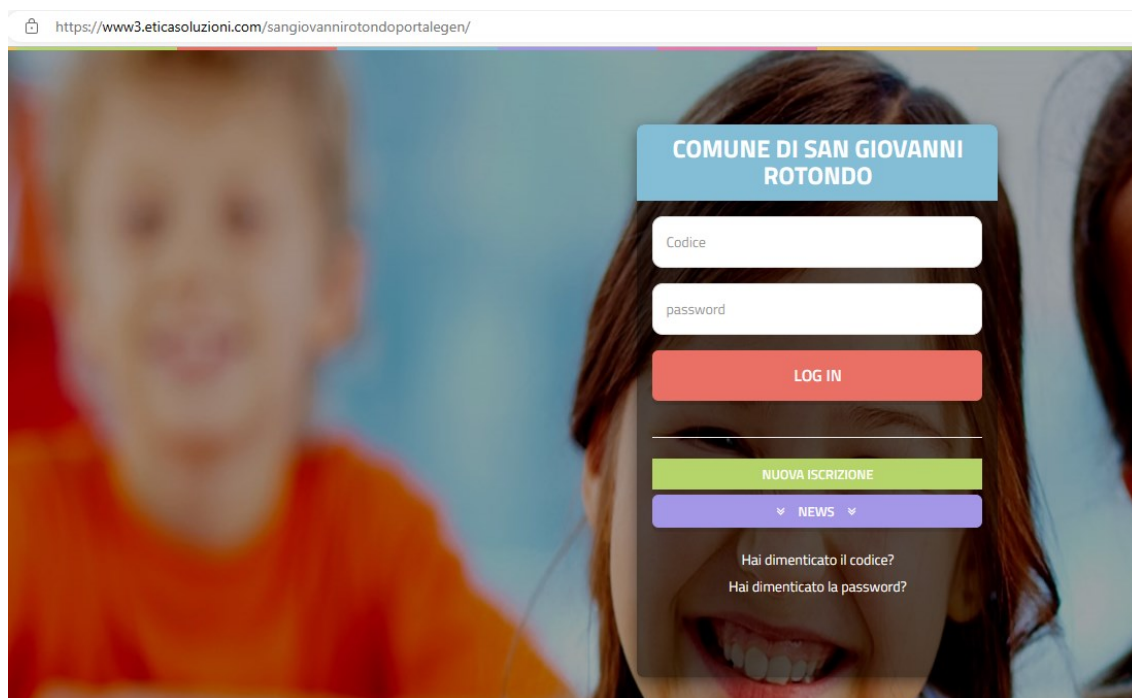 https://www3.eticasoluzioni.com/sangiovannirotondoportalegen/
COMUNE DI SAN GIOVANNI
ROTONDO
Codice
password
LOG IN
NUOVA ISCRIZIONE
NEWS
Hai dimenticato il codice?
Hai dimenticato la password?